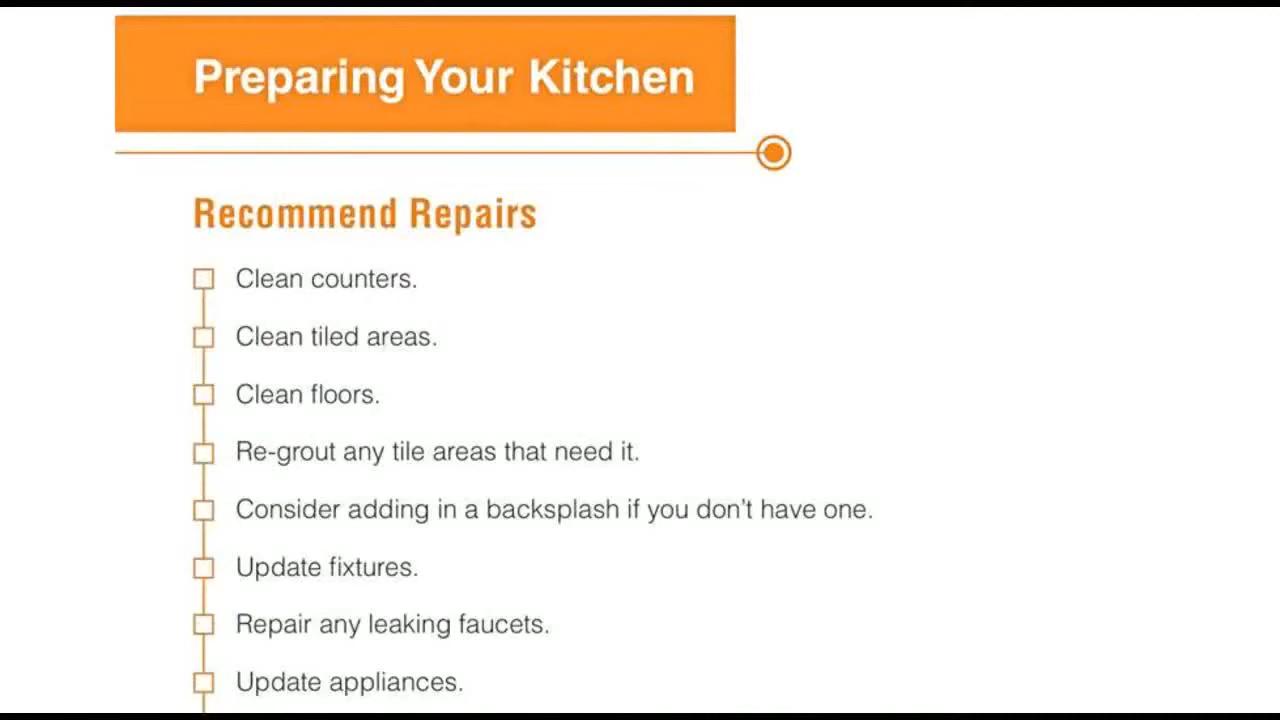 Preparing Your Kitchen
Recommend Repairs
Clean counters.
Clean tiled areas.
Clean floors.
Re-grout any tile areas that need it.
Consider adding in a backsplash if you don't have one.
Update fixtures.
Repair any leaking faucets.
Update appliances.